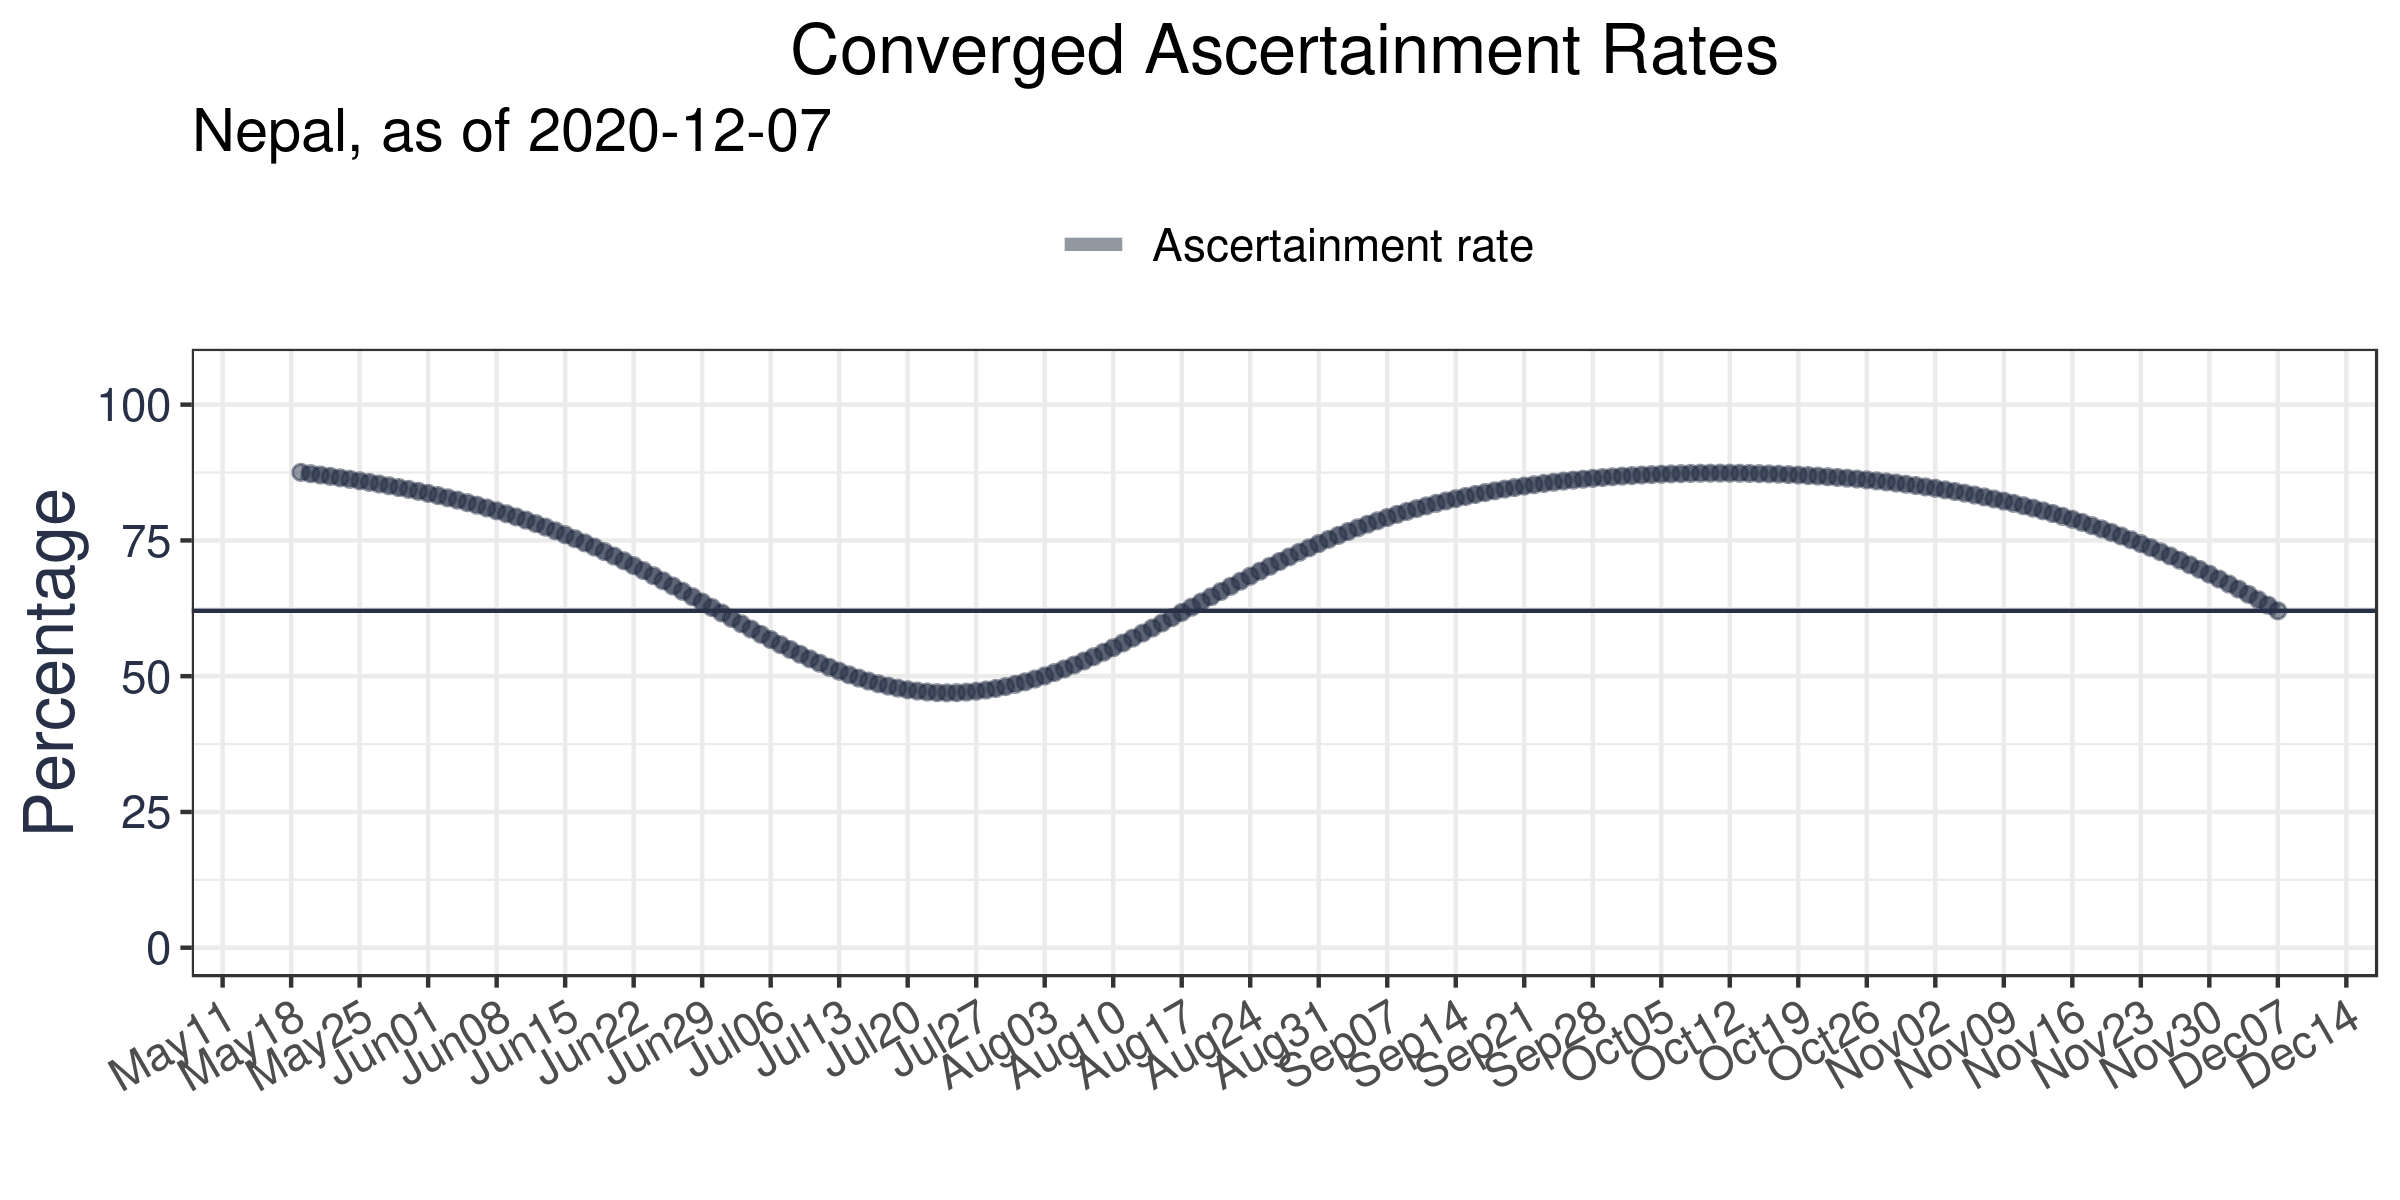 Converged Ascertainment Rates
Nepal, as of 2020-12-07
Ascertainment rate
Percentage
100
75
50
25
0
May11
May18
May25
Jun01
Jun08
Jun15
Jun22
Jun29
Jul06
Jul13
Jul20
Jul27
Aug03
Aug10
Aug17
Aug24
Aug31
Sep07
Sep14
Sep21
Sep28
Oct05
Oct12
Oct19
Oct26
Nov02
Nov09
Nov16
Nov23
Nov30
Dec07
Dec14